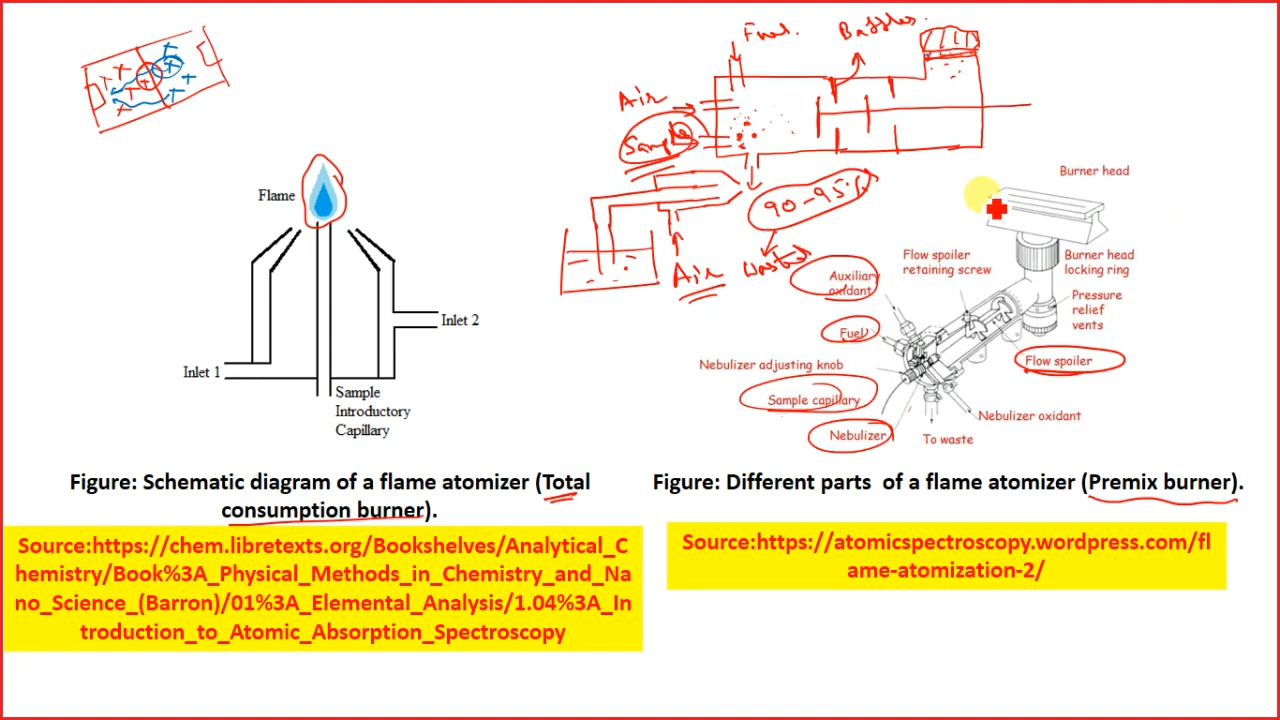 Fuel.
Baffles.
Air
Sample
90-95%
Air
Waste
Flame
Inlet 2
Inlet 1
Sample
Introductory
Capillary
Burner head
Flow spoiler
retaining screw
Burner head
locking ring
Auxiliary
oxidant
Pressure
relief
vents
Fuel
Flow spoiler
Nebulizer adjusting knob
Sample capillary
Nebulizer oxidant
Nebulizer
To waste
Figure: Schematic diagram of a flame atomizer (Total
consumption burner).
Figure: Different parts of a flame atomizer (Premix burner).
Source:https://chem.libretexts.org/Bookshelves/Analytical_C
hemistry/Book%3A_Physical_Methods_in_Chemistry_and_Na
no_Science_(Barron)/01%3A_Elemental_Analysis/1.04%3A_In
troduction_to_Atomic_Absorption_Spectroscopy
Source:https://atomicspectroscopy.wordpress.com/fl
ame-atomization-2/